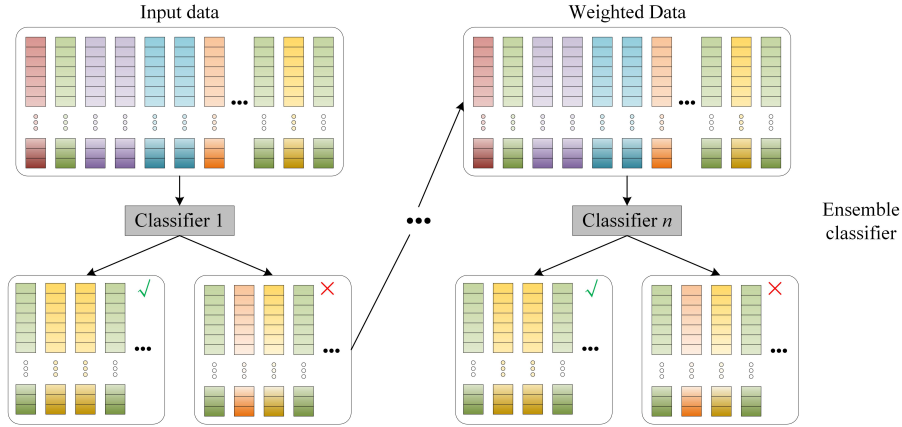 Input data
Weighted Data
Classifier 1
Classifier n
Ensemble
classifier